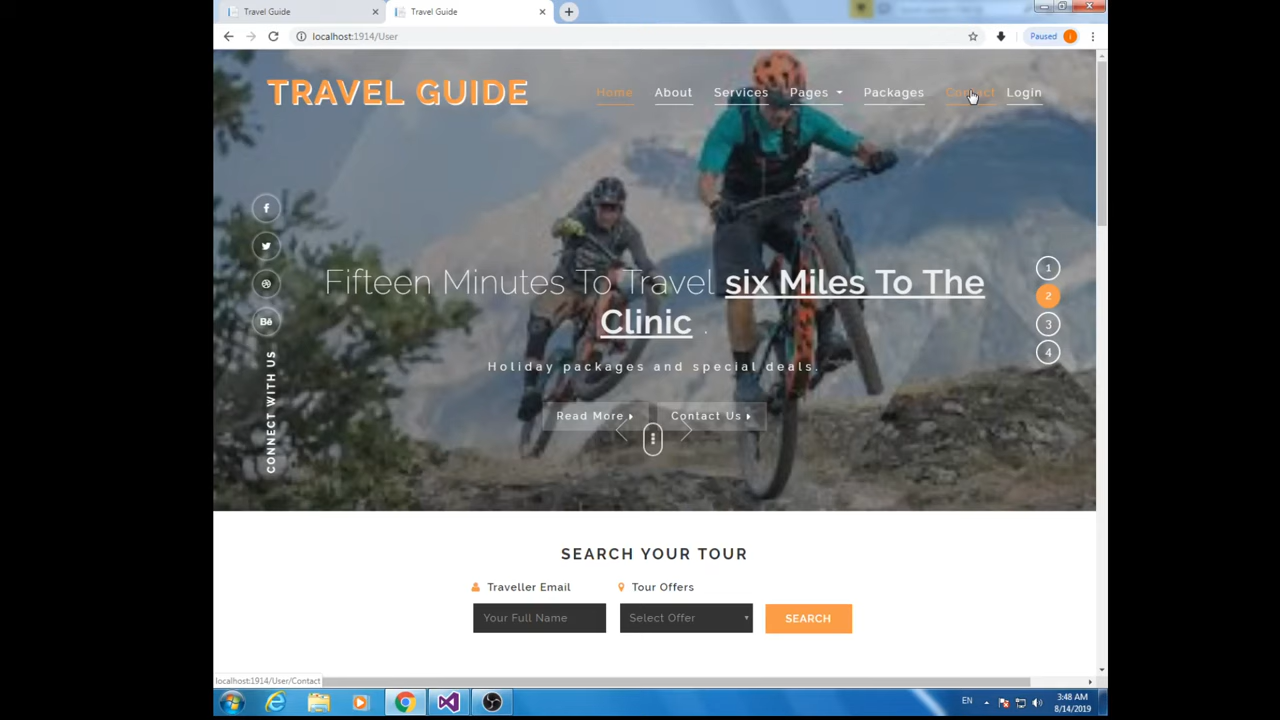 Travel Guide
Travel Guide
localhost:1914/User
Paused
TRAVEL GUIDE
Home About Services Pages Packages Contact Login
1
2
3
4
Fifteen Minutes To Travel six Miles To The
Clinic .
Holiday packages and special deals.
Read More
Contact Us
Bē
CONNECT WITH US
SEARCH YOUR TOUR
Traveller Email
Tour Offers
Your Full Name
Select Offer
SEARCH
localhost:1914/User/Contact
EN
3:48 AM
8/14/2019